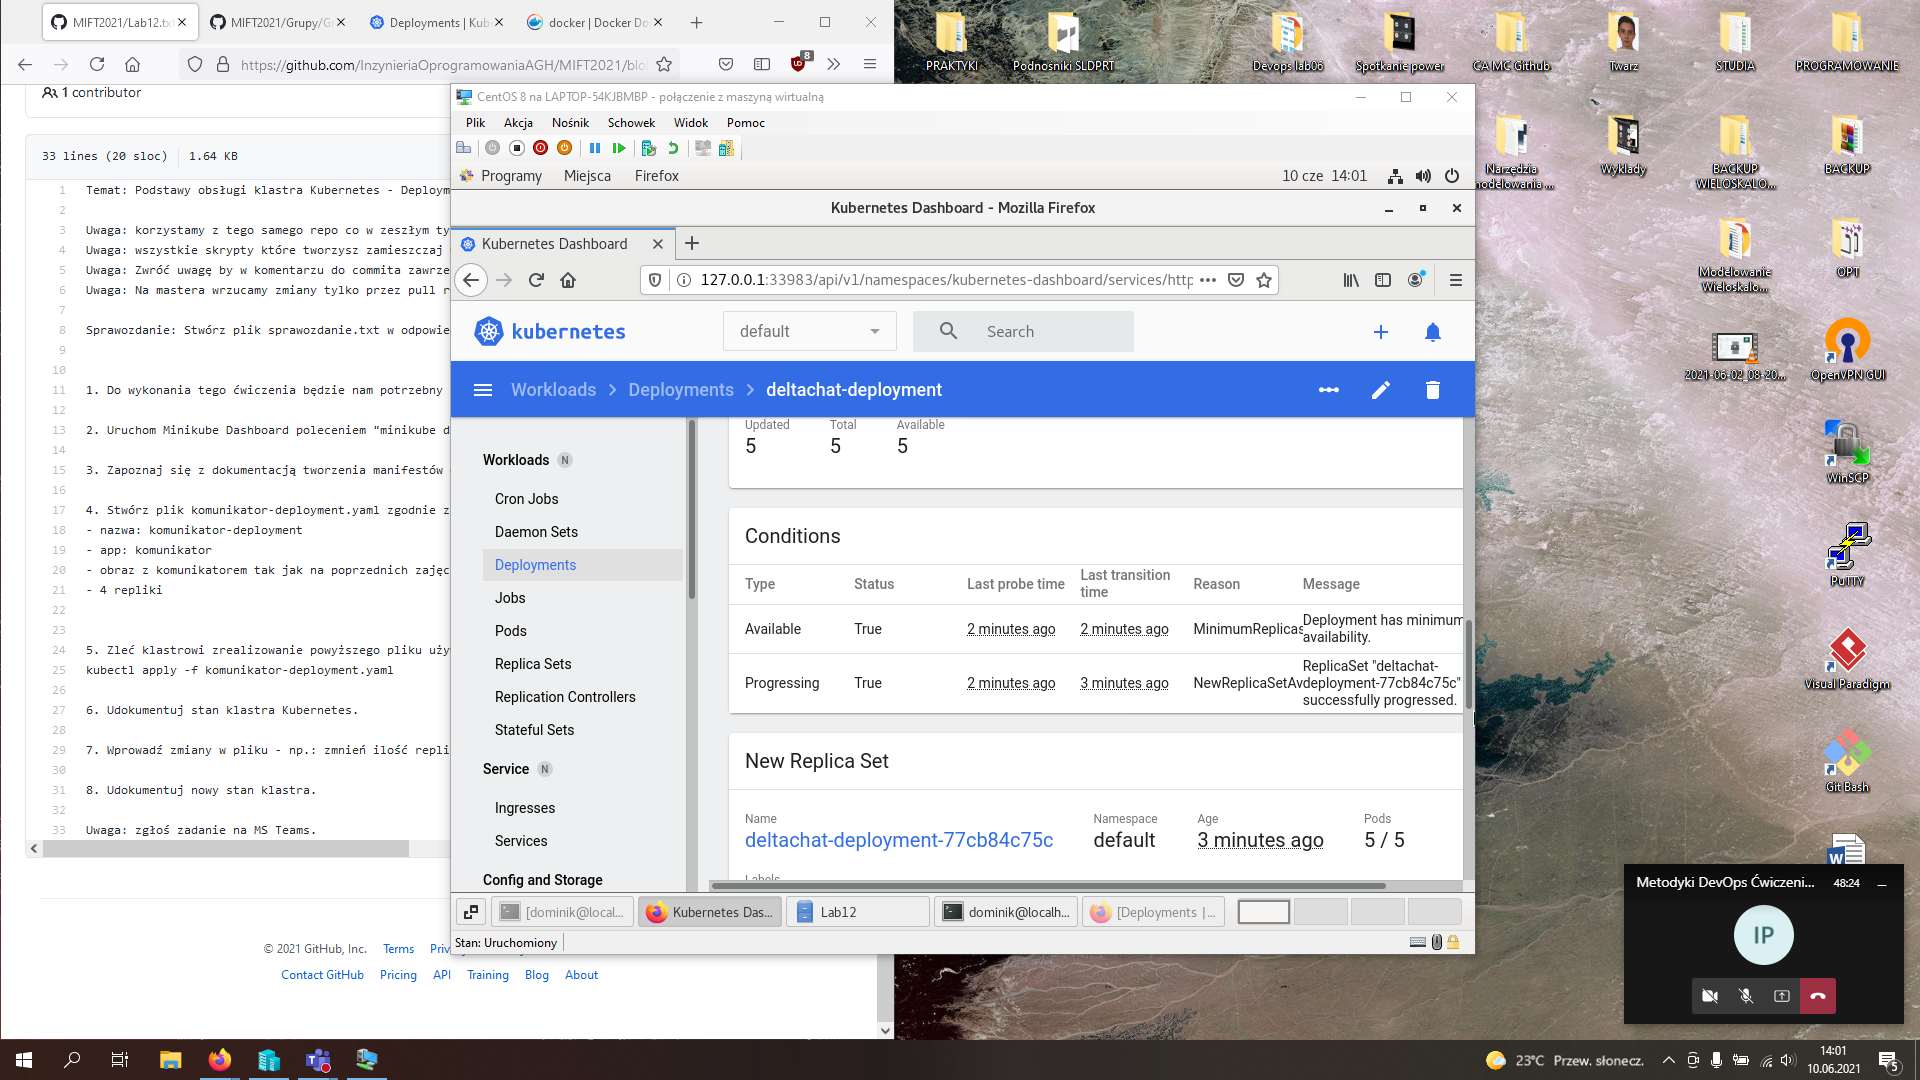 MIFT2021/Lab12.tx
MIFT2021/Grupy/G
Deployments | Kub
docker | Docker Do
https://github.com/InzynieriaOprogramowaniaAGH/MIFT2021/blo
8
1 contributor
33 lines (20 sloc)
1.64 KB
1 Temat: Podstawy obsługi klastra Kubernetes - Deploym
2
3 Uwaga: korzystamy z tego samego repo co w zeszłym ty
4 Uwaga: wszystkie skrypty które tworzysz zamieszczaj
5 Uwaga: Zwróć uwagę by w komentarzu do commita zawrze
6 Uwaga: Na mastera wrzucamy zmiany tylko przez pull r
7
8 Sprawozdanie: Stwórz plik sprawozdanie.txt w odpowie
9
10
11 1. Do wykonania tego ćwiczenia będzie nam potrzebny
12
13 2. Uruchom Minikube Dashboard poleceniem "minikube d
14
15 3. Zapoznaj się z dokumentacją tworzenia manifestów
16
17 4. Stwórz plik komunikator-deployment.yaml zgodnie z
18 - nazwa: komunikator-deployment
19 - app: komunikator
20 - obraz z komunikatorem tak jak na poprzednich zajęc
21 - 4 repliki
22
23
24 5. Zleć klastrowi zrealizowanie powyższego pliku uży
25 kubectl apply -f komunikator-deployment.yaml
26
27 6. Udokumentuj stan klastra Kubernetes.
28
29 7. Wprowadź zmiany w pliku - np.: zmień ilość repli
30
31 8. Udokumentuj nowy stan klastra.
32
33 Uwaga: zgłoś zadanie na MS Teams.
© 2021 GitHub, Inc.
Terms
Priv
Contact GitHub
Pricing
API
Training
Blog
About
CentOS 8 na LAPTOP-54KJBMBP - połączenie z maszyną wirtualną
Plik
Akcja
Nośnik
Schowek
Widok
Pomoc
Programy
Miejsca
Firefox
10 cze 14:01
Kubernetes Dashboard - Mozilla Firefox
Kubernetes Dashboard
127.0.0.1:33983/api/v1/namespaces/kubernetes-dashboard/services/http
kubernetes
default
Search
Workloads
Deployments
deltachat-deployment
Workloads N
Cron Jobs
Daemon Sets
Deployments
Jobs
Pods
Replica Sets
Replication Controllers
Stateful Sets
Service N
Ingresses
Services
Config and Storage
Updated
Total
Available
5
5
5
Conditions
Type
Status
Last probe time
Last transition time
Reason
Message
Available
True
2 minutes ago
2 minutes ago
MinimumReplicas
Deployment has minimum
availability.
Progressing
True
2 minutes ago
3 minutes ago
NewReplicaSetAv
ReplicaSet "deltachat-
deployment-77cb84c75c"
successfully progressed.
New Replica Set
Name
Namespace
Age
Pods
deltachat-deployment-77cb84c75c
default
3 minutes ago
5 / 5
Labels
[dominik@local...
Kubernetes Das...
Lab12
dominik@localh...
[Deployments |...
Stan: Uruchomiony
PRAKTYKI
Podnośniki SLDPRT
Devops lab06
Spotkanie power
CA MC Github
Twarz
STUDIA
PROGRAMOWANIE
Narzędzia
modelowania ...
Wykłady
BACKUP
WIELOSKALO...
BACKUP
Modelowanie
Wieloskalo...
OPT
2021-06-02_08-20...
OpenVPN GUI
WinSCP
PuTTY
Visual Paradigm
Git Bash
W
Metodyki DevOps Ćwiczeni...
48:24
IP
23°C Przew. słonecz.
14:01
10.06.2021
5